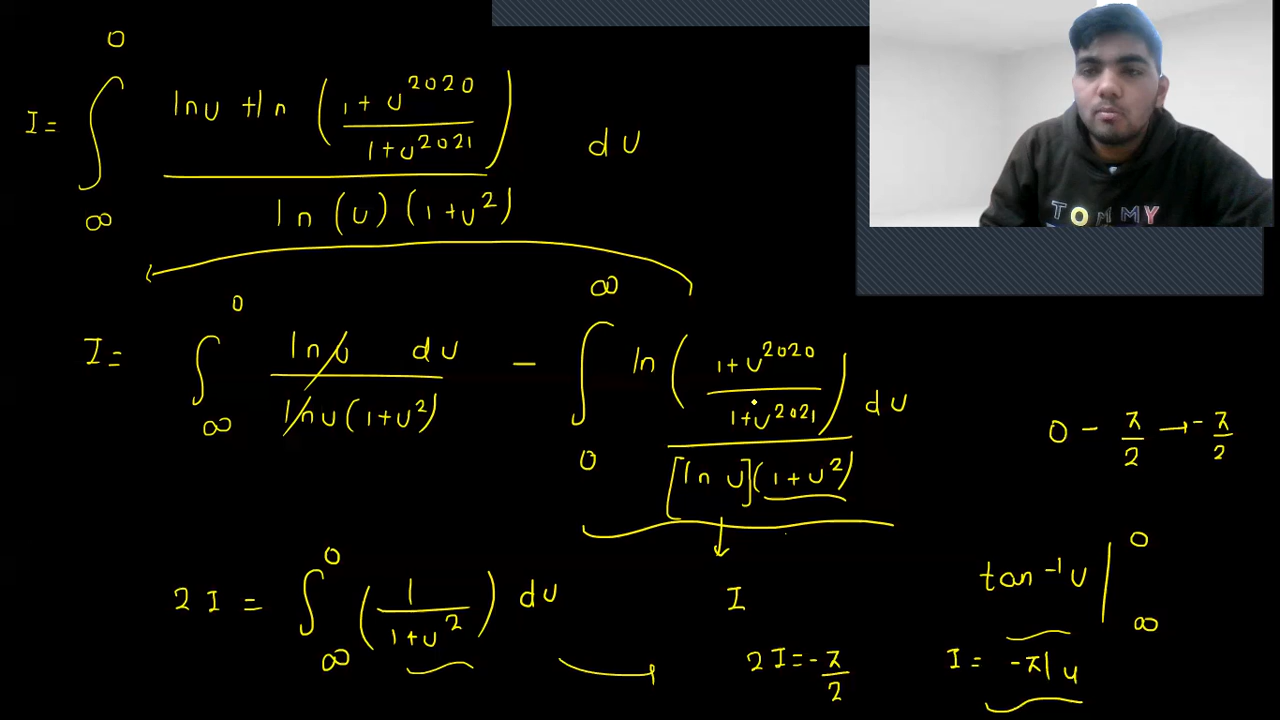 I = ∫_∞^0 (ln u + ln ((1+u^2020)/(1+u^2021))) / (ln(u)(1+u^2)) du
I = ∫_∞^0 (ln u du)/(ln u(1+u^2)) − ∫_0^∞ ln((1+u^2020)/(1+u^2021)) / ([ln u](1+u^2)) du
0 − π/2 → −π/2
2I = ∫_∞^0 (1/(1+u^2)) du
I
tan^-1 u |_∞^0
2I = −π/2
I = −π/4
TOMMY